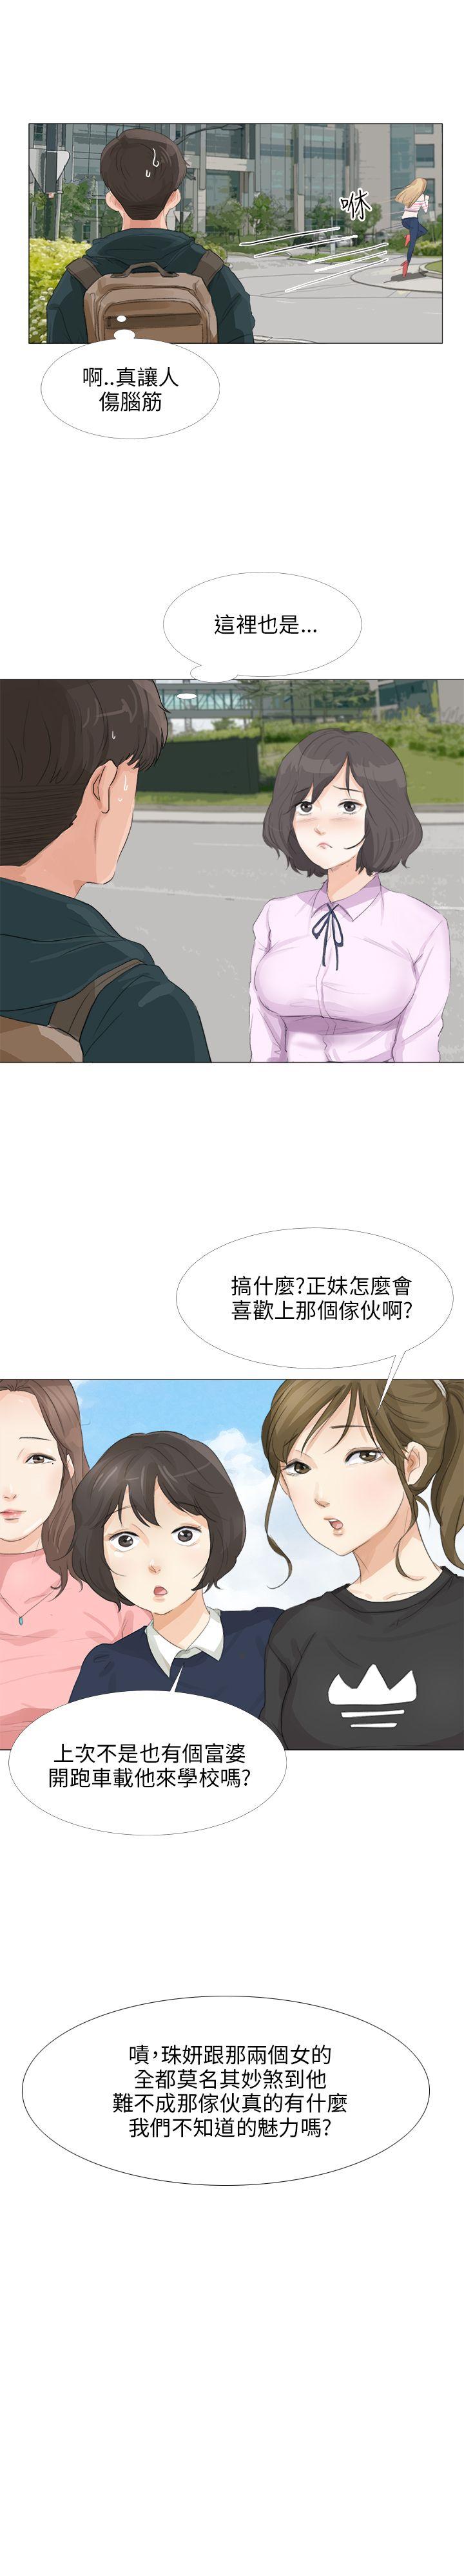 咻
啊..真讓人
傷腦筋
這裡也是...
搞什麼?正妹怎麼會
喜歡上那個傢伙啊?
上次不是也有個富婆
開跑車載他來學校嗎?
嘖,珠妍跟那兩個女的
全都莫名其妙煞到他
難不成那傢伙真的有什麼
我們不知道的魅力嗎?